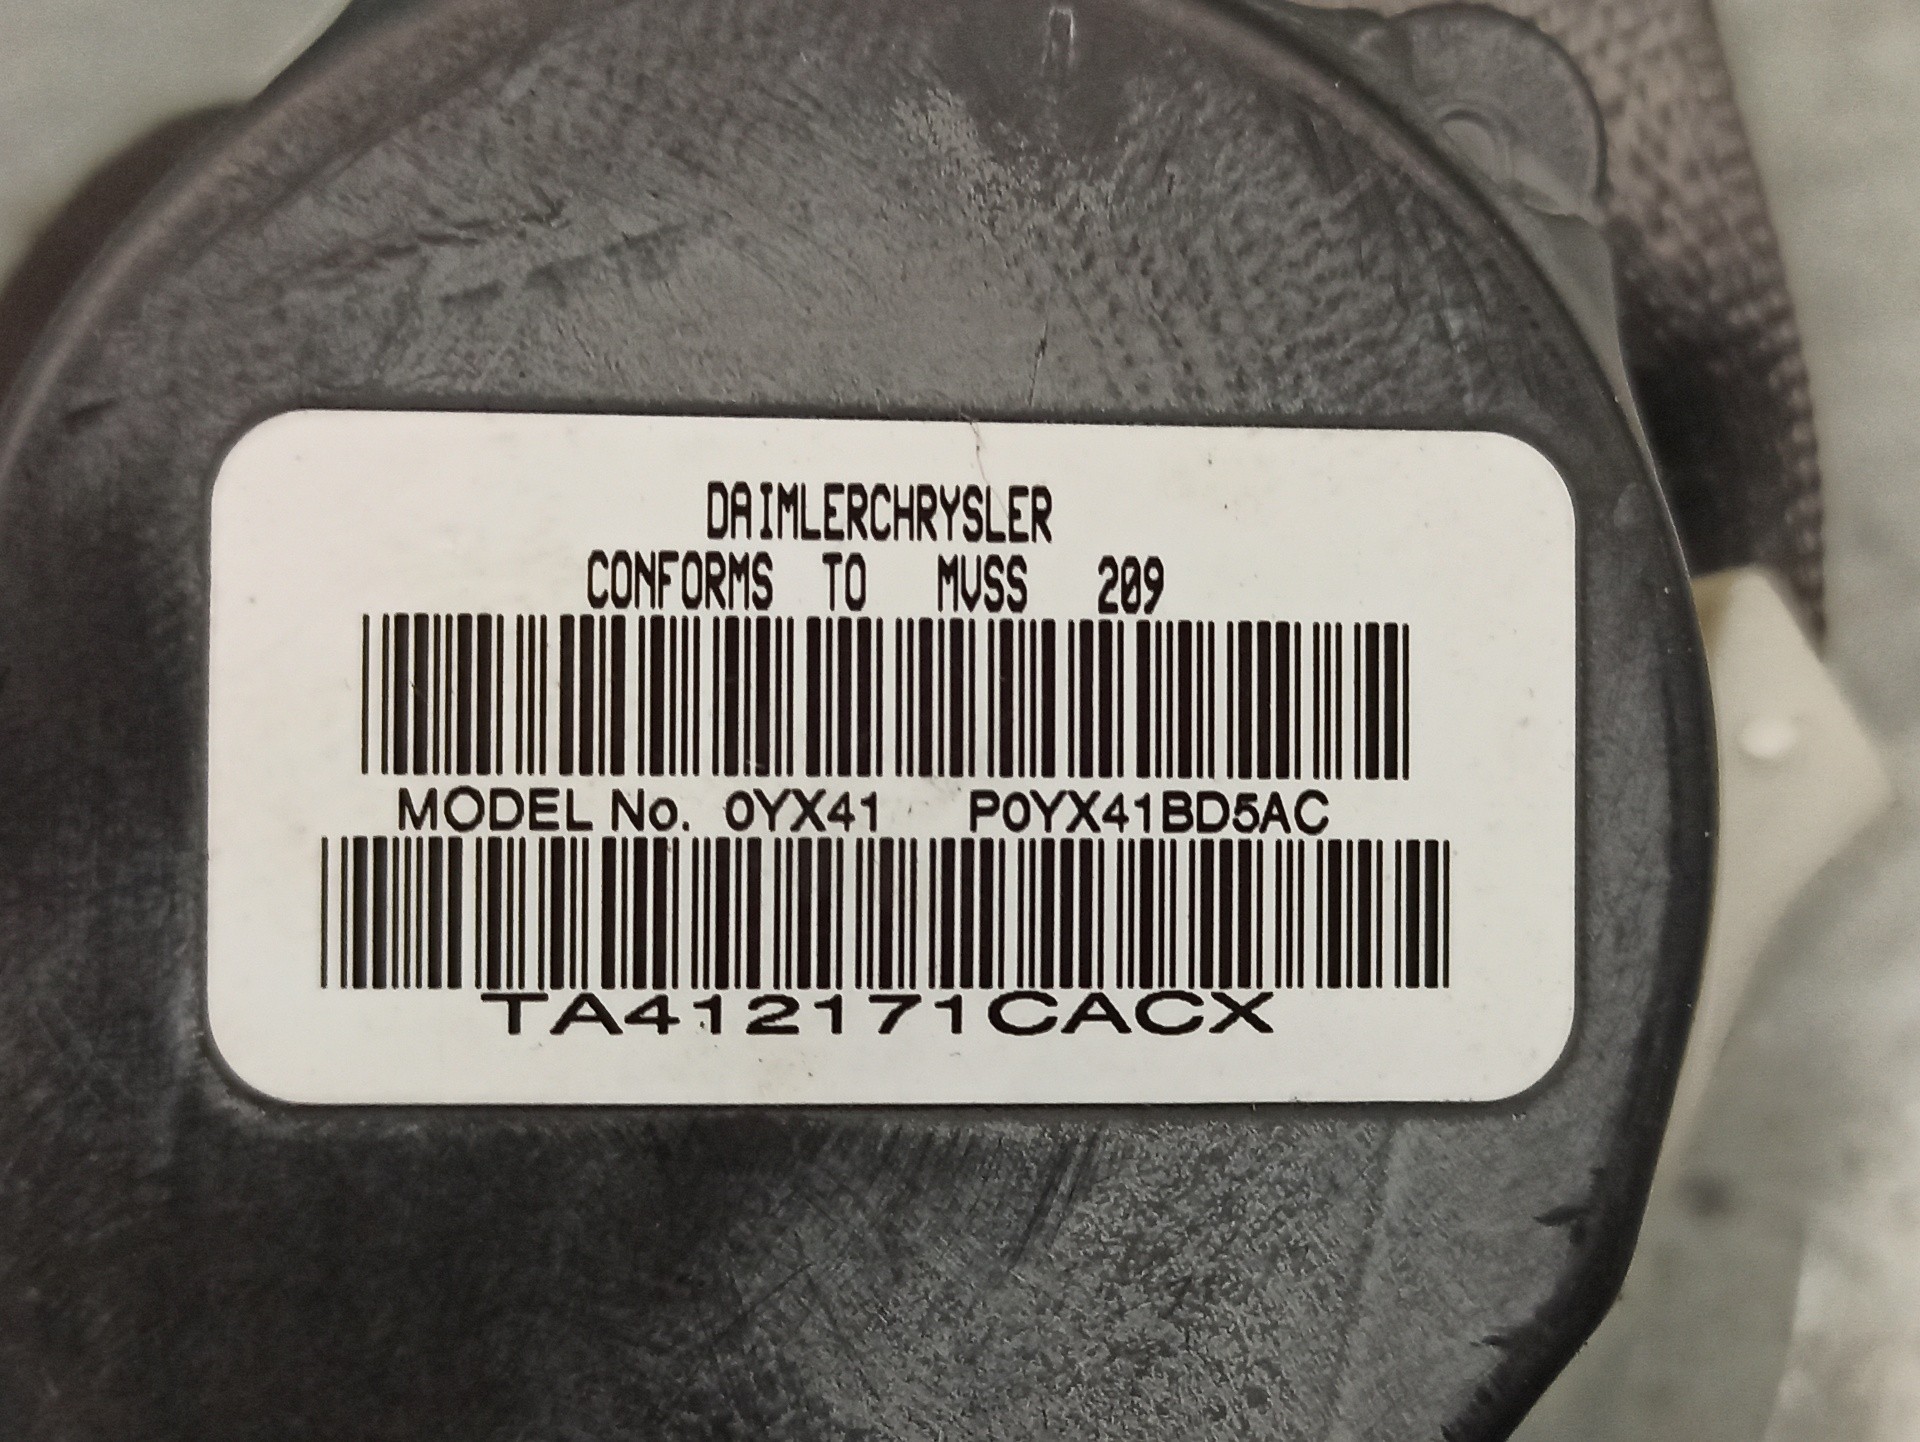 DAIMLERCHRYSLER
CONFORMS TO MVSS 209
MODEL No. 0YX41 P0YX41BD5AC
TA412171CACX